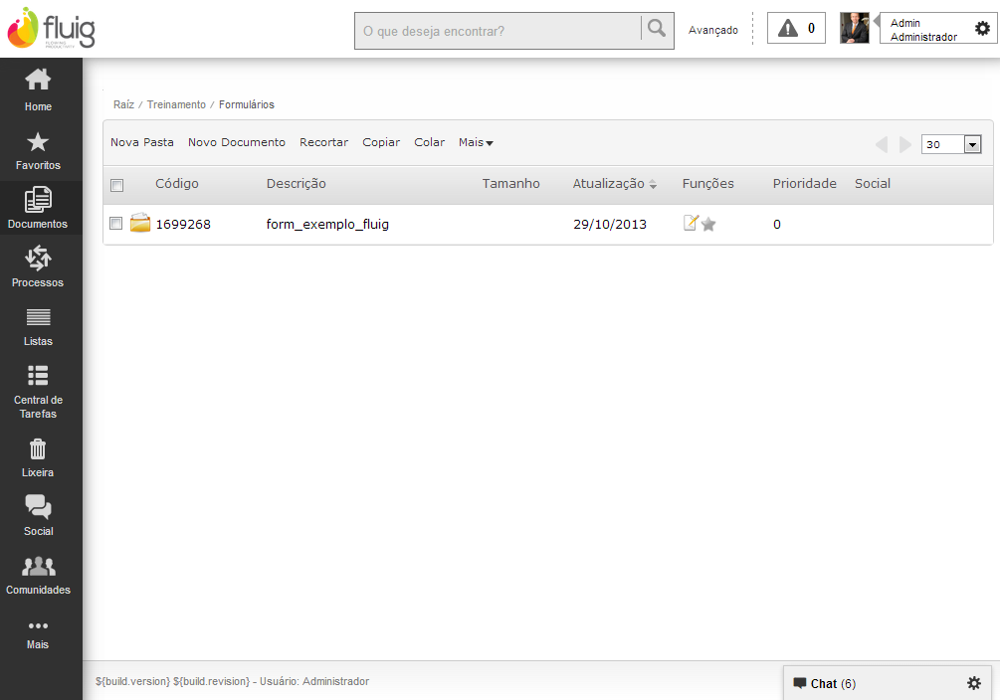 fluig
O que deseja encontrar?
Avançado
0
Admin
Administrador
Home
Favoritos
Documentos
Processos
Listas
Central de
Tarefas
Lixeira
Social
Comunidades
Mais
Raíz / Treinamento / Formulários
Nova Pasta Novo Documento Recortar Copiar Colar Mais
30
Código Descrição Tamanho Atualização Funções Prioridade Social
1699268 form_exemplo_fluig 29/10/2013 0
${build.version} ${build.revision} - Usuário: Administrador
Chat (6)